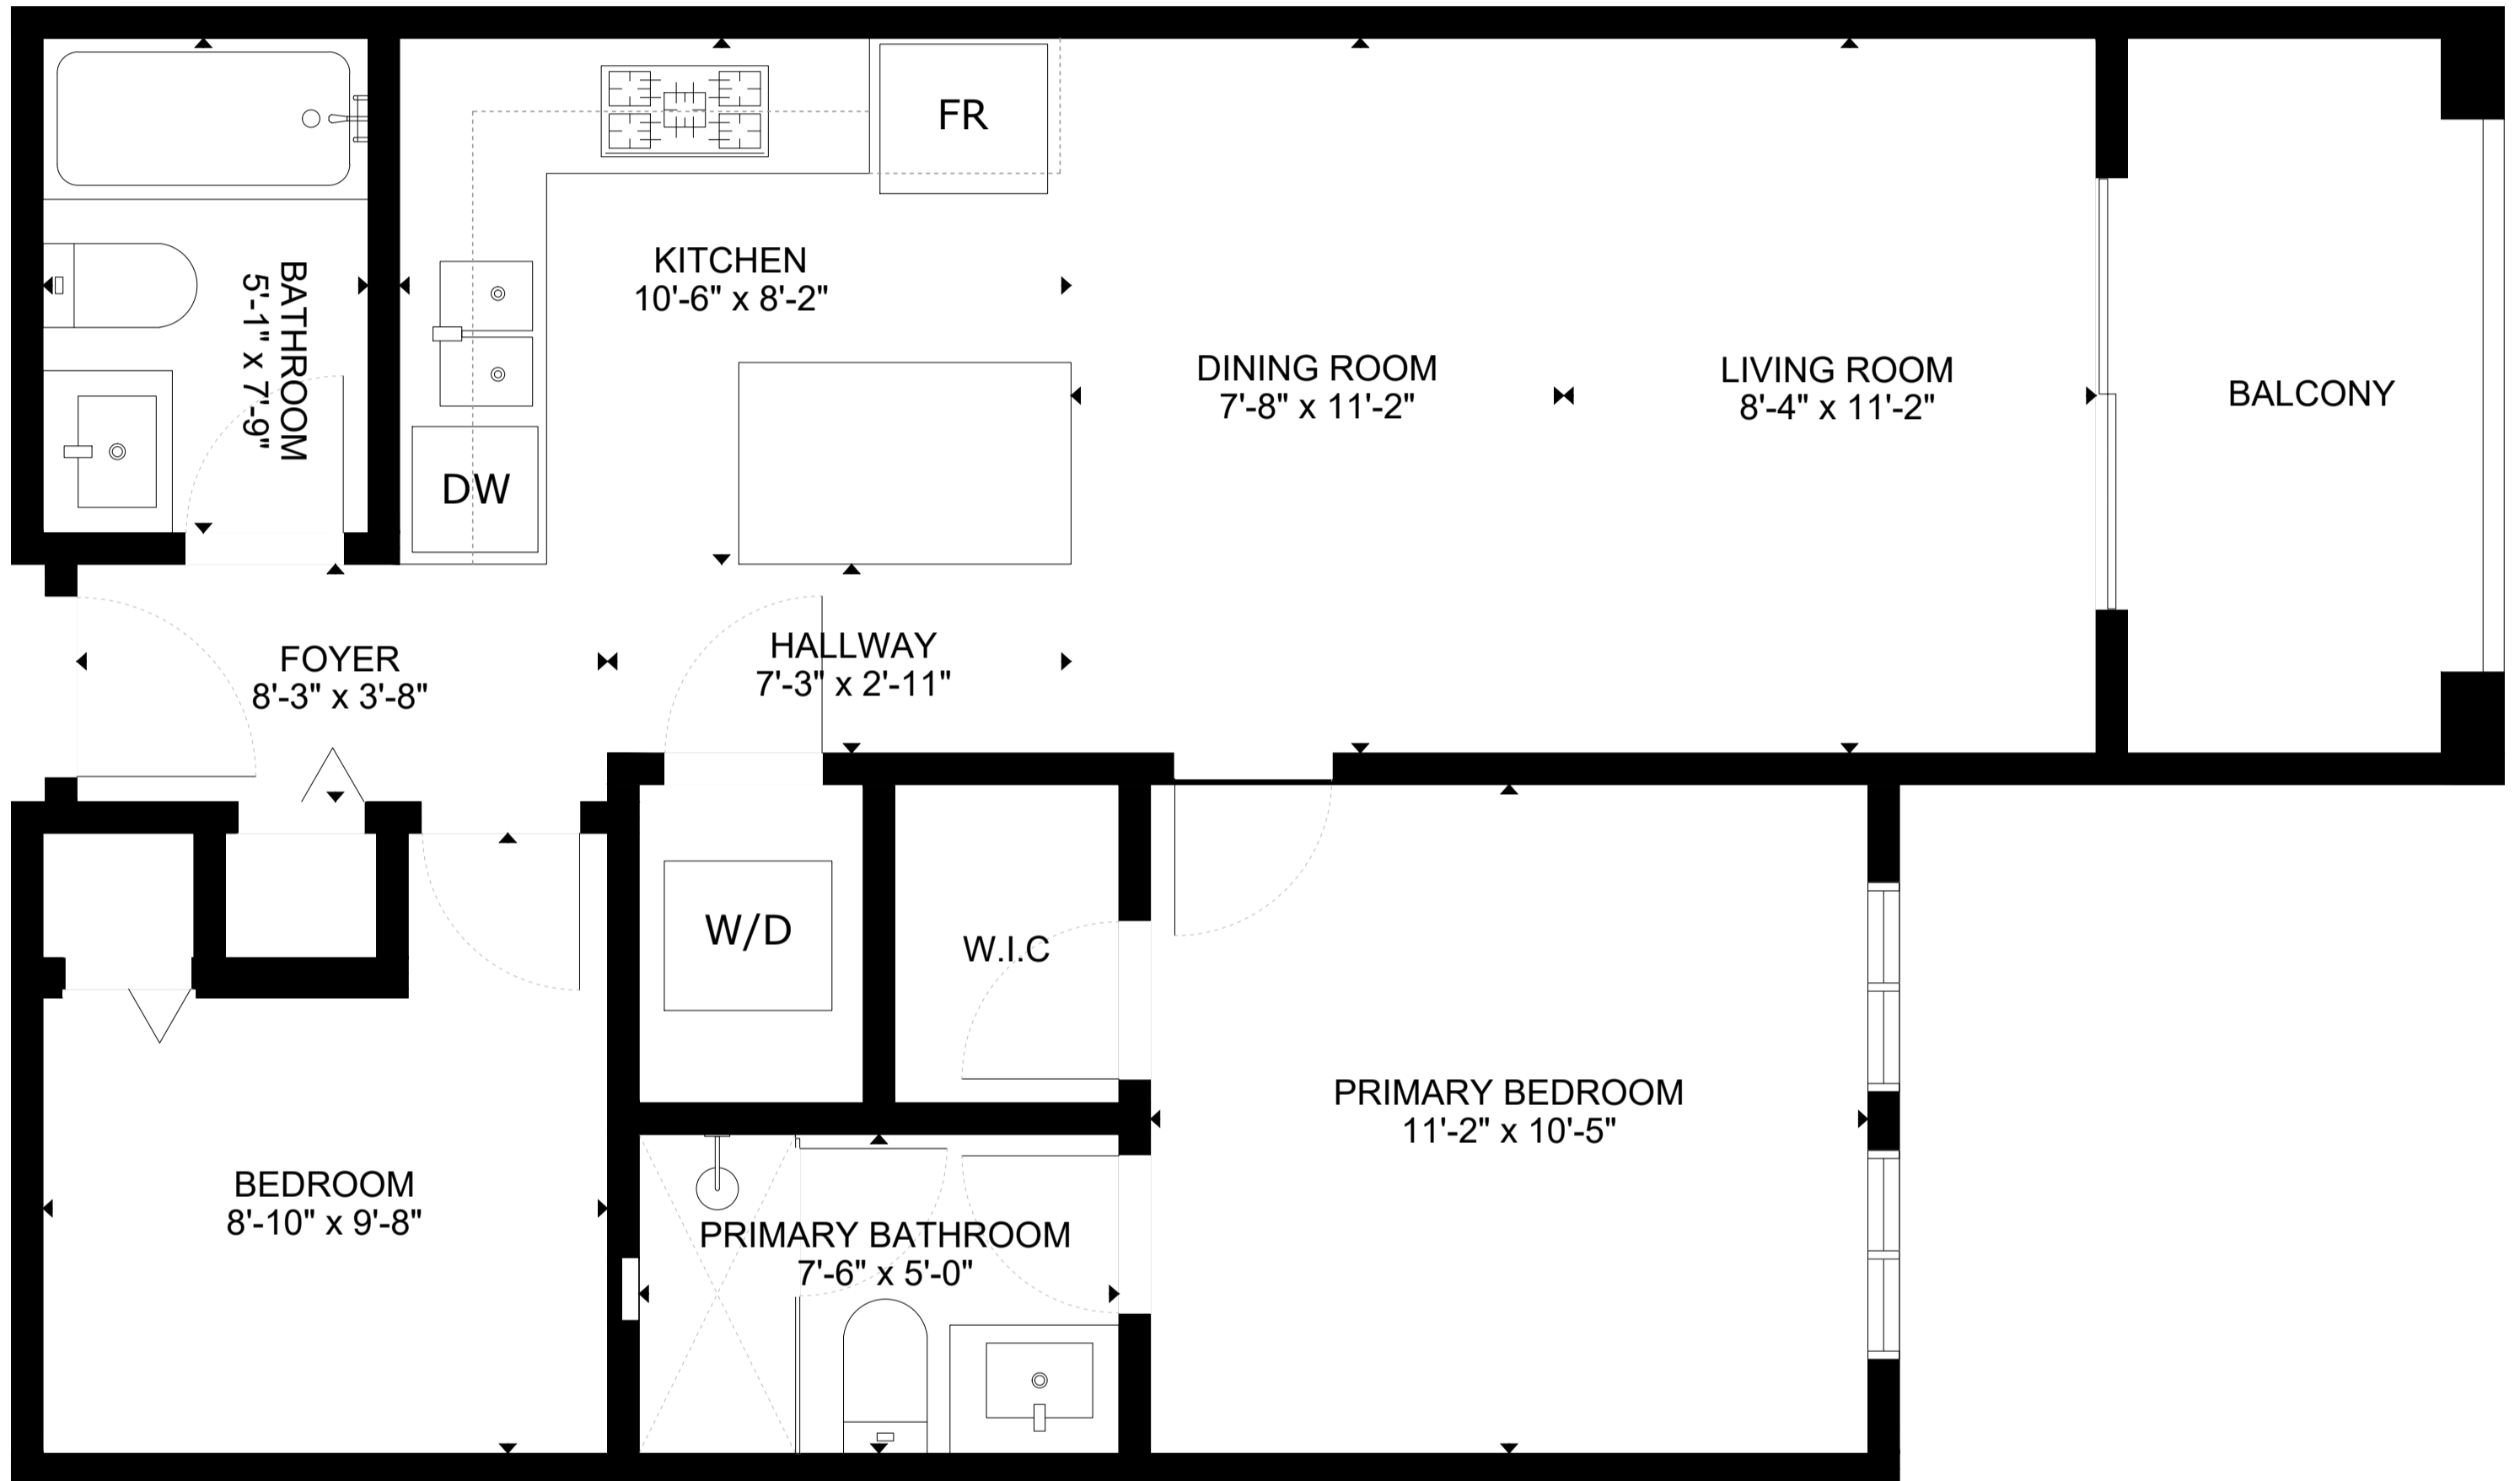 FR
KITCHEN
10'-6" x 8'-2"
BATHROOM
5'-1" x 7'-9"
DINING ROOM
7'-8" x 11'-2"
LIVING ROOM
8'-4" x 11'-2"
BALCONY
DW
FOYER
8'-3" x 3'-8"
HALLWAY
7'-3" x 2'-11"
W/D
W.I.C
PRIMARY BEDROOM
11'-2" x 10'-5"
BEDROOM
8'-10" x 9'-8"
PRIMARY BATHROOM
7'-6" x 5'-0"